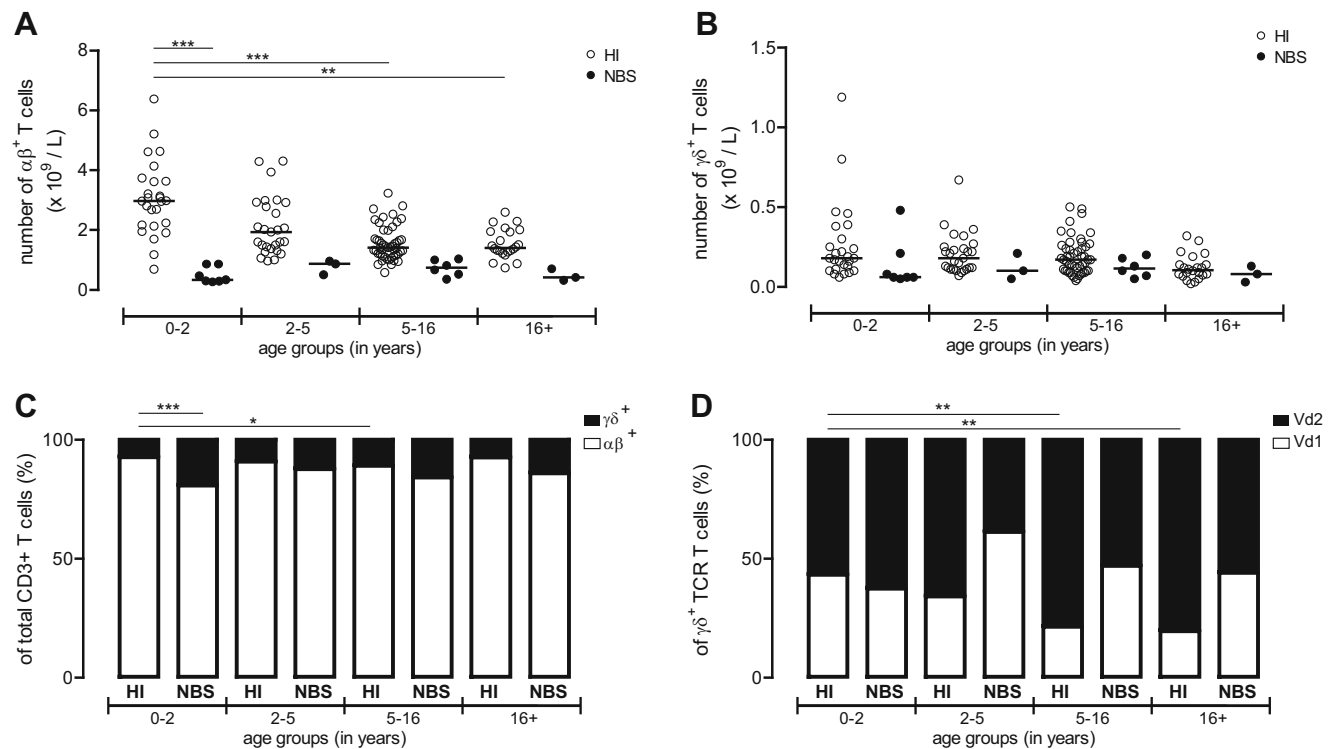 A
***
***
**
HI
NBS
number of αβ+ T cells
(x 10^9 / L)
8
6
4
2
0
0-2
2-5
5-16
16+
age groups (in years)
B
HI
NBS
number of γδ+ T cells
(x 10^9 / L)
1.5
1.0
0.5
0.0
0-2
2-5
5-16
16+
age groups (in years)
C
***
*
γδ+
αβ+
of total CD3+ T cells (%)
100
50
0
HI NBS HI NBS HI NBS HI NBS
0-2
2-5
5-16
16+
age groups (in years)
D
**
**
Vd2
Vd1
of γδ+ TCR T cells (%)
100
50
0
HI NBS HI NBS HI NBS HI NBS
0-2
2-5
5-16
16+
age groups (in years)